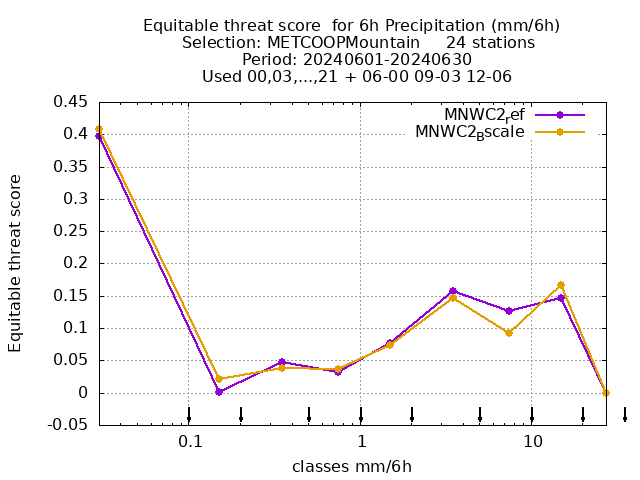 Equitable threat score  for 6h Precipitation (mm/6h)
Selection: METCOOPMountain     24 stations
Period: 20240601-20240630
Used 00,03,...,21 + 06-00 09-03 12-06
MNWC2ref
MNWC2Bscale
0.45
0.4
0.35
0.3
0.25
0.2
0.15
0.1
0.05
0
-0.05
Equitable threat score
0.1 1 10
classes mm/6h